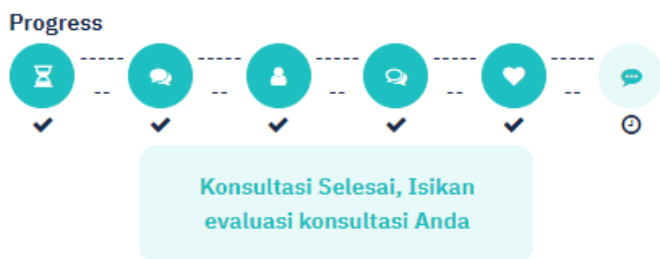 Progress
Konsultasi Selesai, Isikan
evaluasi konsultasi Anda